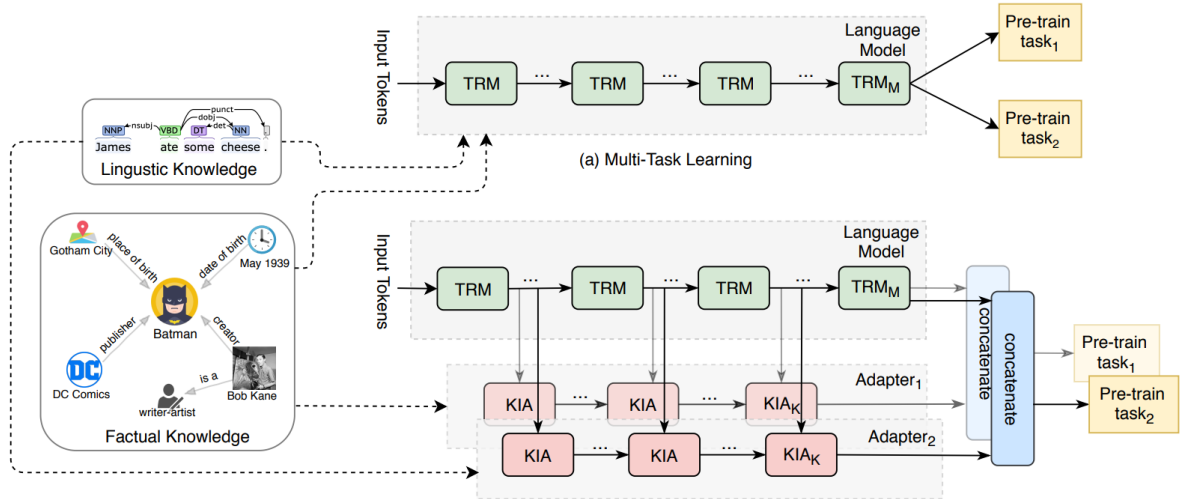 Input Tokens
Language
Model
TRM
...
TRM
...
TRM
...
TRM_M
Pre-train
task_1
Pre-train
task_2
(a) Multi-Task Learning
punct
dobj
nsubj
det
NNP
VBD
DT
NN
.
James ate some cheese .
Lingustic Knowledge
Gotham City
place of birth
date of birth
May 1939
Batman
publisher
creator
DC
DC Comics
is a
writer-artist
Bob Kane
Factual Knowledge
Input Tokens
Language
Model
TRM
...
TRM
...
TRM
...
TRM_M
Adapter_1
KIA
...
KIA
...
KIA_K
Adapter_2
KIA
...
KIA
...
KIA_K
concatenate
concatenate
Pre-train
task_1
Pre-train
task_2